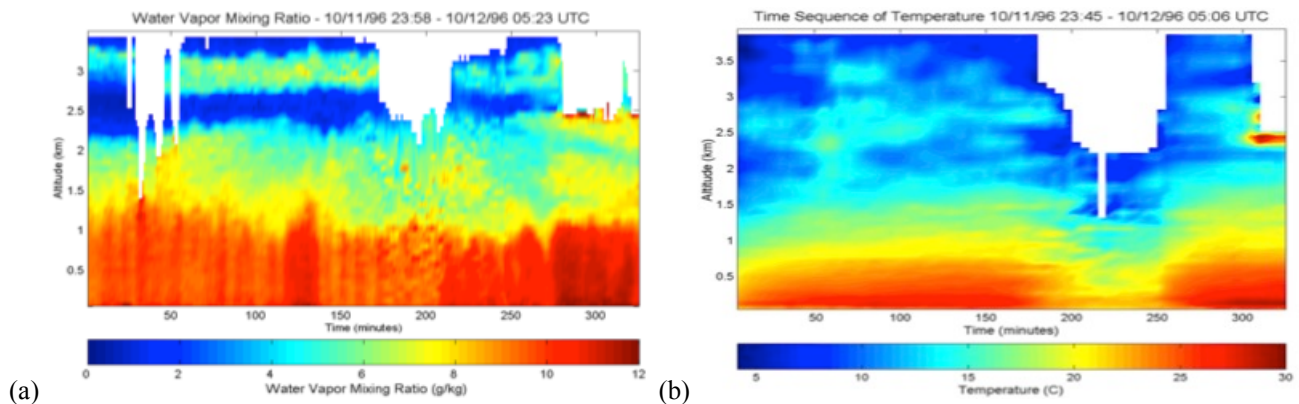 Water Vapor Mixing Ratio - 10/11/96 23:58 - 10/12/96 05:23 UTC
Altitude (km)
3
2.5
2
1.5
1
0.5
50 100 150 200 250 300
Time (minutes)
0 2 4 6 8 10 12
Water Vapor Mixing Ratio (g/kg)
(a)
Time Sequence of Temperature 10/11/96 23:45 - 10/12/96 05:06 UTC
Altitude (km)
3.5
3
2.5
2
1.5
1
0.5
50 100 150 200 250 300
Time (minutes)
5 10 15 20 25 30
Temperature (C)
(b)